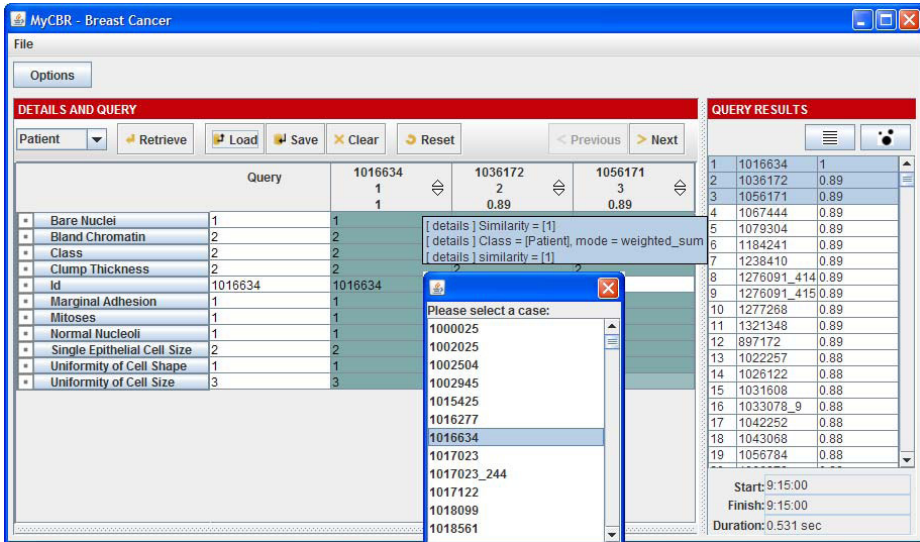 MyCBR - Breast Cancer
File
Options
DETAILS AND QUERY
Patient Retrieve Load Save Clear Reset < Previous > Next
Query 1016634 1036172 1056171
1 2 3
1 0.89 0.89
Bare Nuclei 1 1
Bland Chromatin 2 2
Class 2 2
Clump Thickness 2 2 2 2
Id 1016634 1016634
Marginal Adhesion 1 1
Mitoses 1 1
Normal Nucleoli 1 1
Single Epithelial Cell Size 2 2
Uniformity of Cell Shape 1 1
Uniformity of Cell Size 3 3
[ details ] Similarity = [1]
[ details ] Class = [Patient], mode = weighted_sum
[ details ] similarity = [1]
Please select a case:
1000025
1002025
1002504
1002945
1015425
1016277
1016634
1017023
1017023_244
1017122
1018099
1018561
QUERY RESULTS
1 1016634 1
2 1036172 0.89
3 1056171 0.89
4 1067444 0.89
5 1079304 0.89
6 1184241 0.89
7 1238410 0.89
8 1276091_414 0.89
9 1276091_415 0.89
10 1277268 0.89
11 1321348 0.89
12 897172 0.89
13 1022257 0.88
14 1026122 0.88
15 1031608 0.88
16 1033078_9 0.88
17 1042252 0.88
18 1043068 0.88
19 1056784 0.88
Start: 9:15:00
Finish: 9:15:00
Duration: 0.531 sec